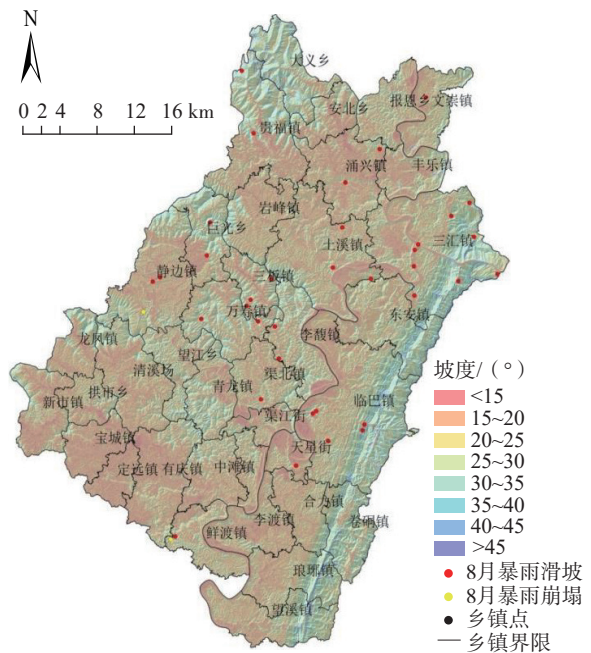 N
0 2 4 8 12 16 km
大义乡
报恩乡 文崇镇
安北乡
贵福镇
涌兴镇
丰乐镇
岩峰镇
巨光乡
土溪镇
三汇镇
静边镇
三板镇
万寿镇
东安镇
龙凤镇
李馥镇
望江乡
清溪场
渠北镇
青龙镇
拱市乡
新市镇
临巴镇
渠江街
宝城镇
天星街
定远镇
有庆镇
中滩镇
合力镇
卷硐镇
李渡镇
鲜渡镇
琅琊镇
望溪镇
坡度/（°）
<15
15~20
20~25
25~30
30~35
35~40
40~45
>45
8月暴雨滑坡
8月暴雨崩塌
乡镇点
乡镇界限